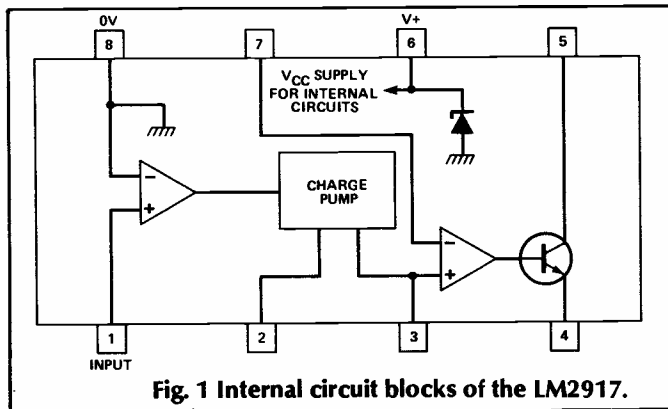 0V
V+
8
7
6
5
VCC SUPPLY
FOR INTERNAL
CIRCUITS
−
+
CHARGE
PUMP
−
+
1
2
3
4
INPUT
Fig. 1 Internal circuit blocks of the LM2917.